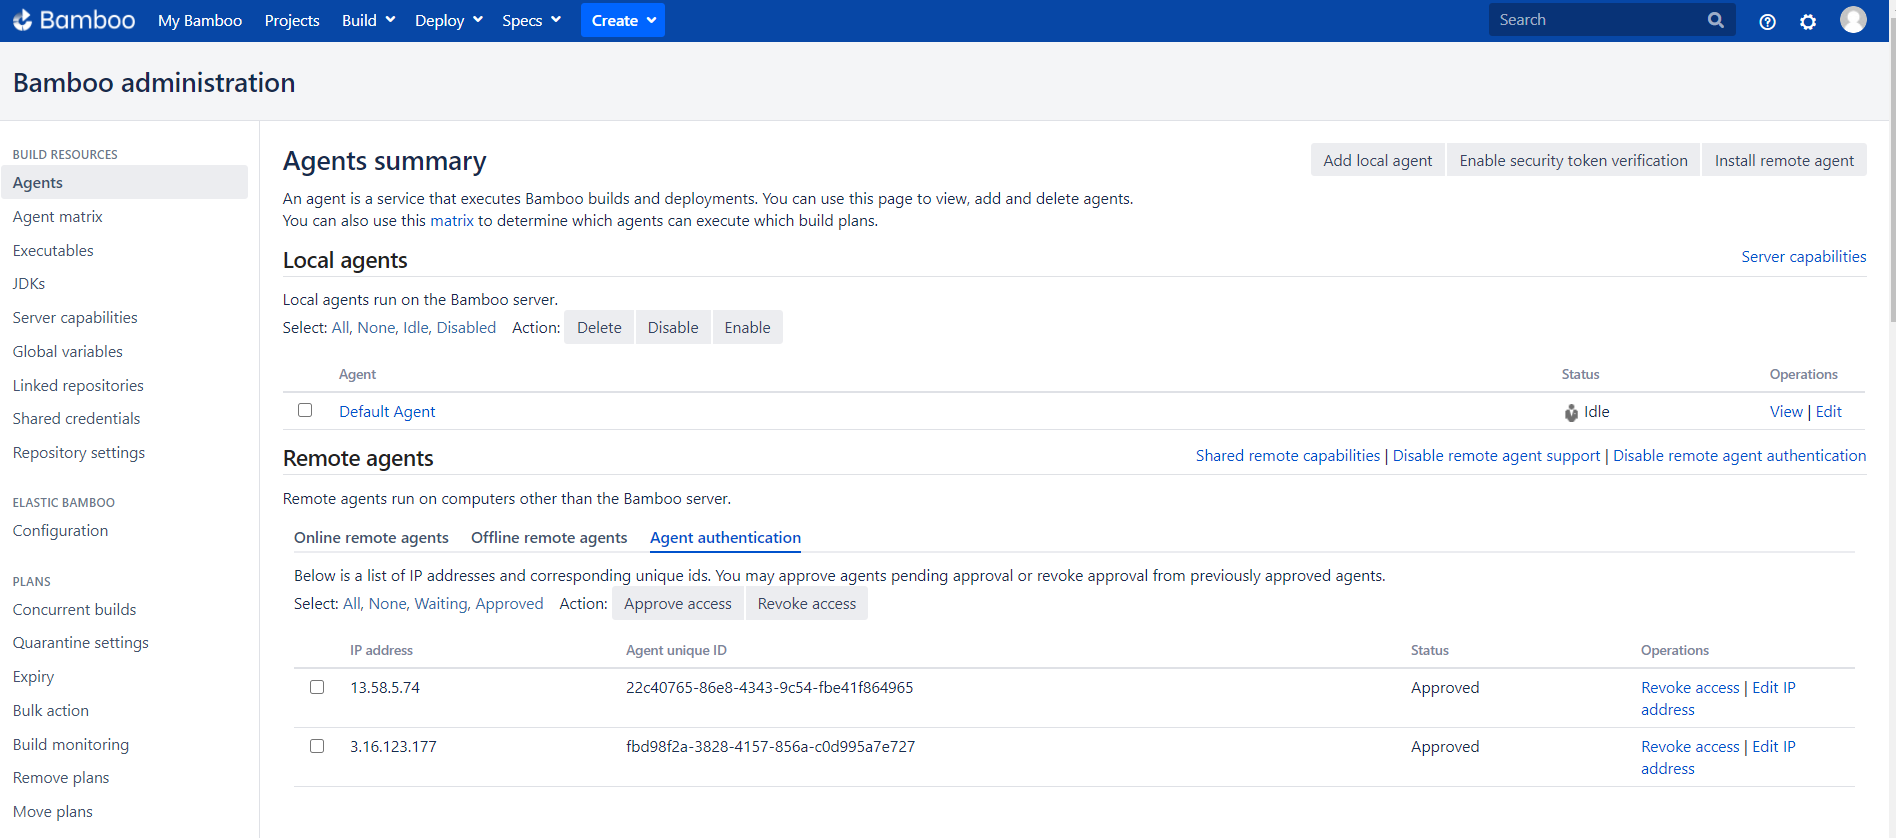 Bamboo My Bamboo Projects Build Deploy Specs Create Search
Bamboo administration
BUILD RESOURCES
Agents
Agent matrix
Executables
JDKs
Server capabilities
Global variables
Linked repositories
Shared credentials
Repository settings
ELASTIC BAMBOO
Configuration
PLANS
Concurrent builds
Quarantine settings
Expiry
Bulk action
Build monitoring
Remove plans
Move plans
Agents summary
Add local agent Enable security token verification Install remote agent
An agent is a service that executes Bamboo builds and deployments. You can use this page to view, add and delete agents.
You can also use this matrix to determine which agents can execute which build plans.
Local agents Server capabilities
Local agents run on the Bamboo server.
Select: All, None, Idle, Disabled Action: Delete Disable Enable
Agent Status Operations
Default Agent Idle View | Edit
Remote agents Shared remote capabilities | Disable remote agent support | Disable remote agent authentication
Remote agents run on computers other than the Bamboo server.
Online remote agents Offline remote agents Agent authentication
Below is a list of IP addresses and corresponding unique ids. You may approve agents pending approval or revoke approval from previously approved agents.
Select: All, None, Waiting, Approved Action: Approve access Revoke access
IP address Agent unique ID Status Operations
13.58.5.74 22c40765-86e8-4343-9c54-fbe41f864965 Approved Revoke access | Edit IP
address
3.16.123.177 fbd98f2a-3828-4157-856a-c0d995a7e727 Approved Revoke access | Edit IP
address